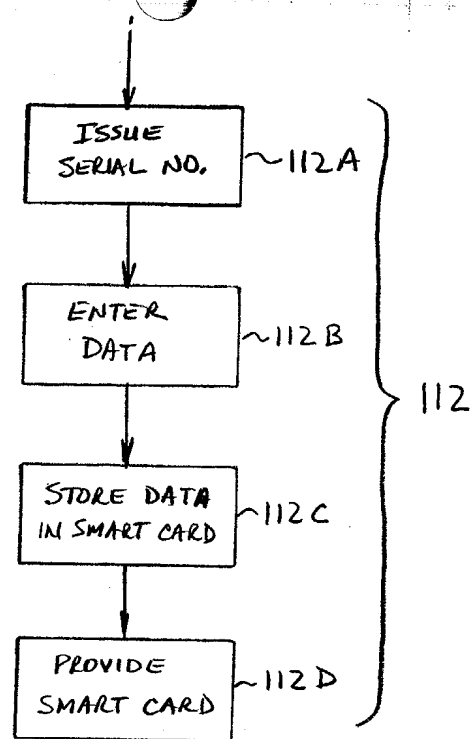 ISSUE
SERIAL NO.
112A
ENTER
DATA
112B
112
STORE DATA
IN SMART CARD
112C
PROVIDE
SMART CARD
112D